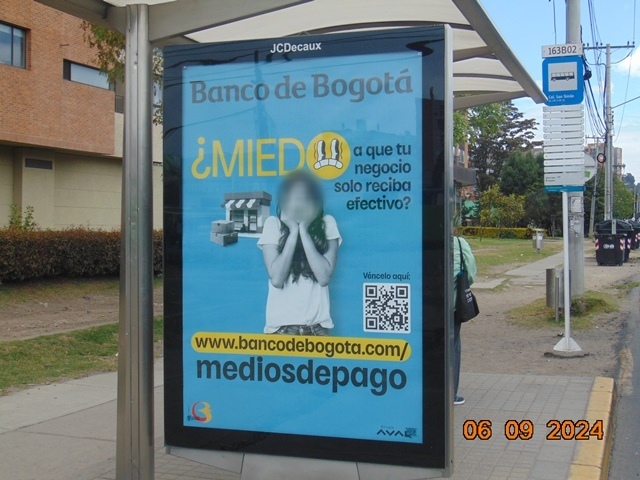 JCDecaux
Banco de Bogotá
¿MIEDO a que tu
negocio
solo reciba
efectivo?
Véncelo aquí:
www.bancodebogota.com/
mediosdepago
AVAL
163B02
06 09 2024